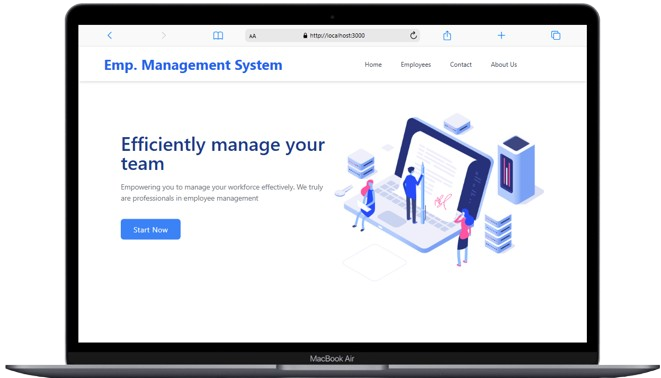 AA http://localhost:3000
Emp. Management System
Home Employees Contact About Us
Efficiently manage your
team
Empowering you to manage your workforce effectively. We truly
are professionals in employee management
Start Now
MacBook Air